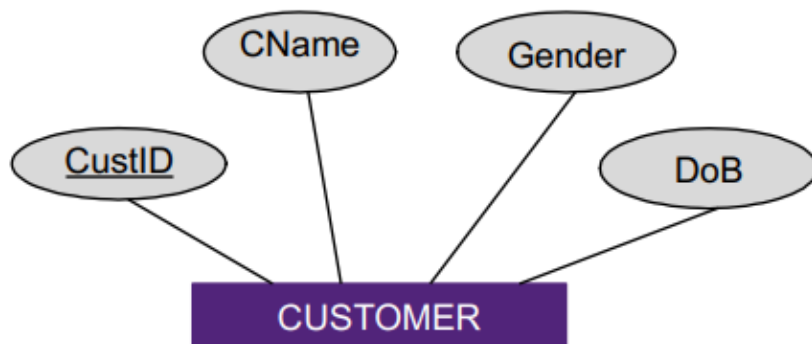 CName
Gender
CustID
DoB
CUSTOMER